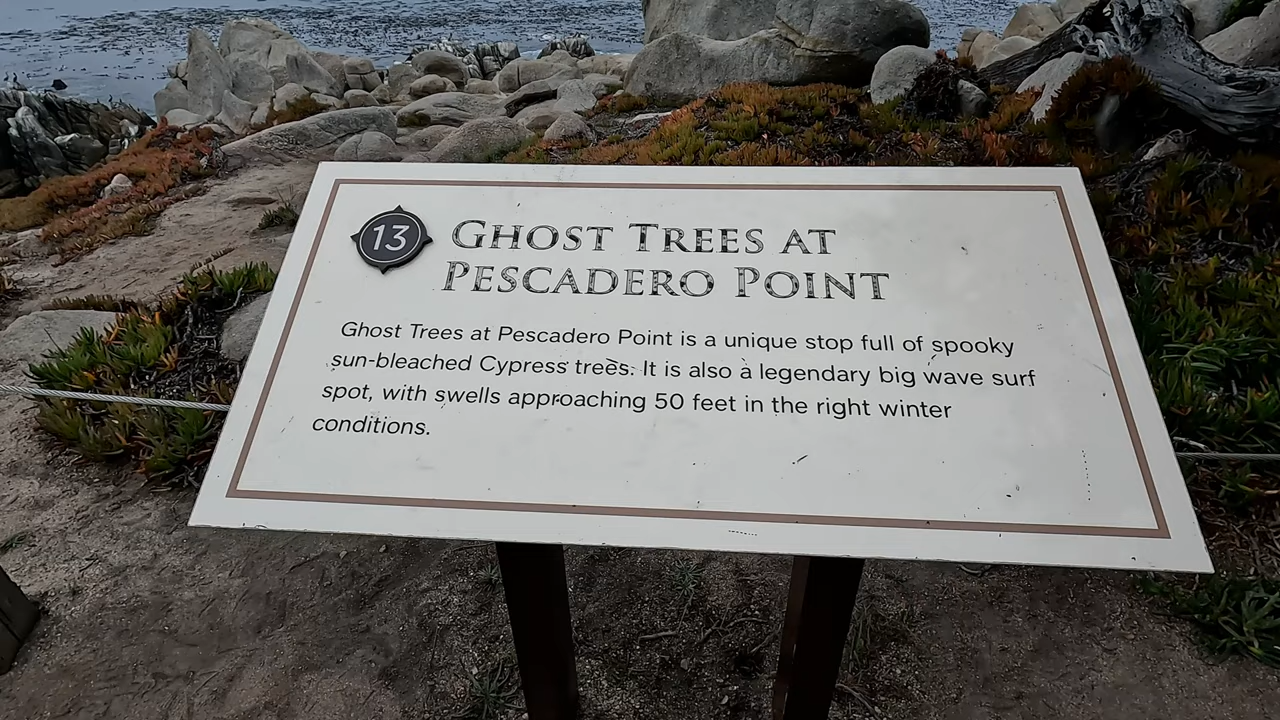 13
GHOST TREES AT
PESCADERO POINT
Ghost Trees at Pescadero Point is a unique stop full of spooky
sun-bleached Cypress trees. It is also a legendary big wave surf
spot, with swells approaching 50 feet in the right winter
conditions.